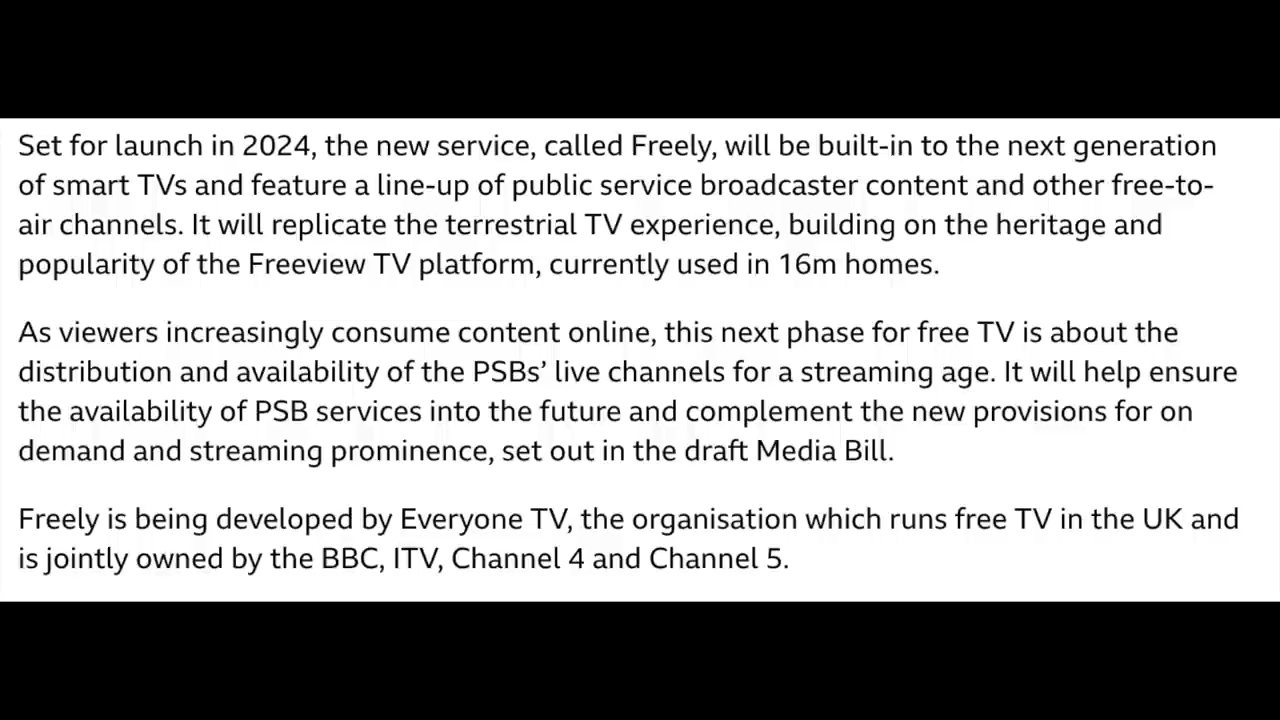 Set for launch in 2024, the new service, called Freely, will be built-in to the next generation
of smart TVs and feature a line-up of public service broadcaster content and other free-to-
air channels. It will replicate the terrestrial TV experience, building on the heritage and
popularity of the Freeview TV platform, currently used in 16m homes.
As viewers increasingly consume content online, this next phase for free TV is about the
distribution and availability of the PSBs’ live channels for a streaming age. It will help ensure
the availability of PSB services into the future and complement the new provisions for on
demand and streaming prominence, set out in the draft Media Bill.
Freely is being developed by Everyone TV, the organisation which runs free TV in the UK and
is jointly owned by the BBC, ITV, Channel 4 and Channel 5.